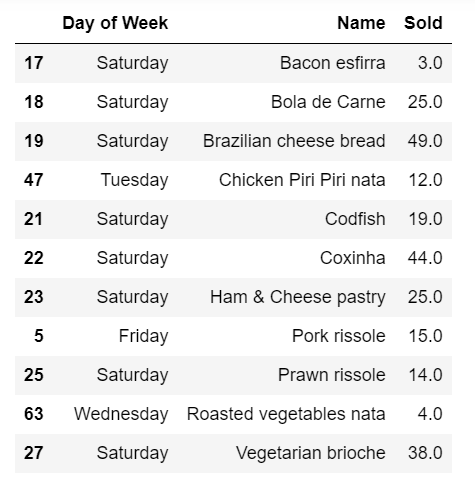 Day of Week Name Sold
17 Saturday Bacon esfirra 3.0
18 Saturday Bola de Carne 25.0
19 Saturday Brazilian cheese bread 49.0
47 Tuesday Chicken Piri Piri nata 12.0
21 Saturday Codfish 19.0
22 Saturday Coxinha 44.0
23 Saturday Ham & Cheese pastry 25.0
5 Friday Pork rissole 15.0
25 Saturday Prawn rissole 14.0
63 Wednesday Roasted vegetables nata 4.0
27 Saturday Vegetarian brioche 38.0